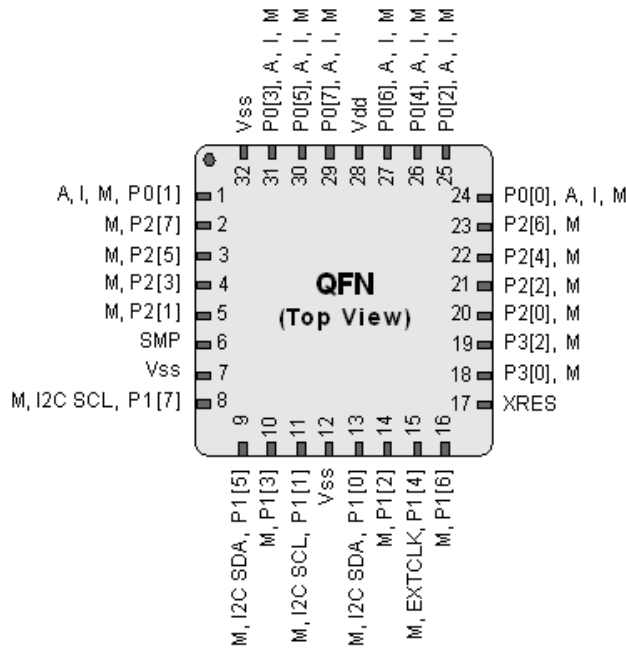 Vss
P0[3], A, I, M
P0[5], A, I, M
P0[7], A, I, M
Vdd
P0[6], A, I, M
P0[4], A, I, M
P0[2], A, I, M
32
31
30
29
28
27
26
25
A, I, M, P0[1] 1
M, P2[7] 2
M, P2[5] 3
M, P2[3] 4
M, P2[1] 5
SMP 6
Vss 7
M, I2C SCL, P1[7] 8
QFN
(Top View)
24 P0[0], A, I, M
23 P2[6], M
22 P2[4], M
21 P2[2], M
20 P2[0], M
19 P3[2], M
18 P3[0], M
17 XRES
9
10
11
12
13
14
15
16
M, I2C SDA, P1[5]
M, P1[3]
M, I2C SCL, P1[1]
Vss
M, I2C SDA, P1[0]
M, P1[2]
M, EXTCLK, P1[4]
M, P1[6]